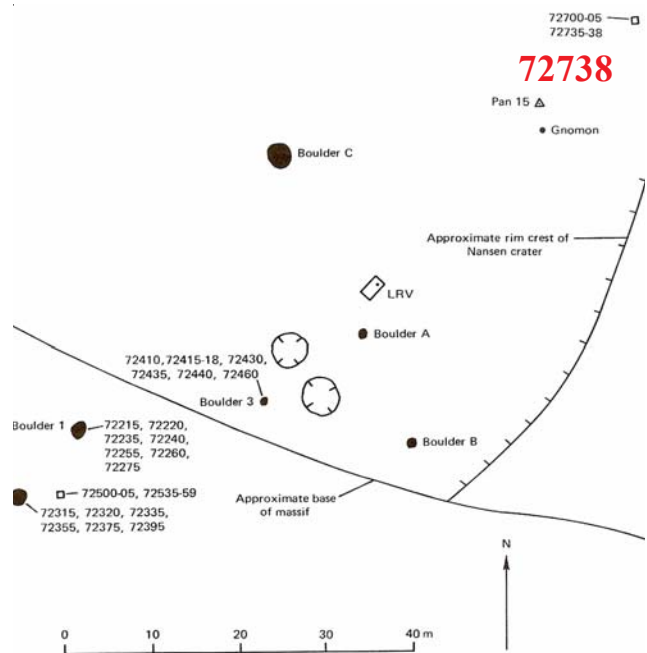 72700-05
72735-38
72738
Pan 15
Gnomon
Boulder C
Approximate rim crest of
Nansen crater
LRV
Boulder A
72410,72415-18, 72430,
72435, 72440, 72460
Boulder 3
Boulder 1
72215, 72220,
72235, 72240,
72255, 72260,
72275
Boulder B
72500-05, 72535-59
Approximate base
of massif
72315, 72320, 72335,
72355, 72375, 72395
N
0 10 20 30 40 m